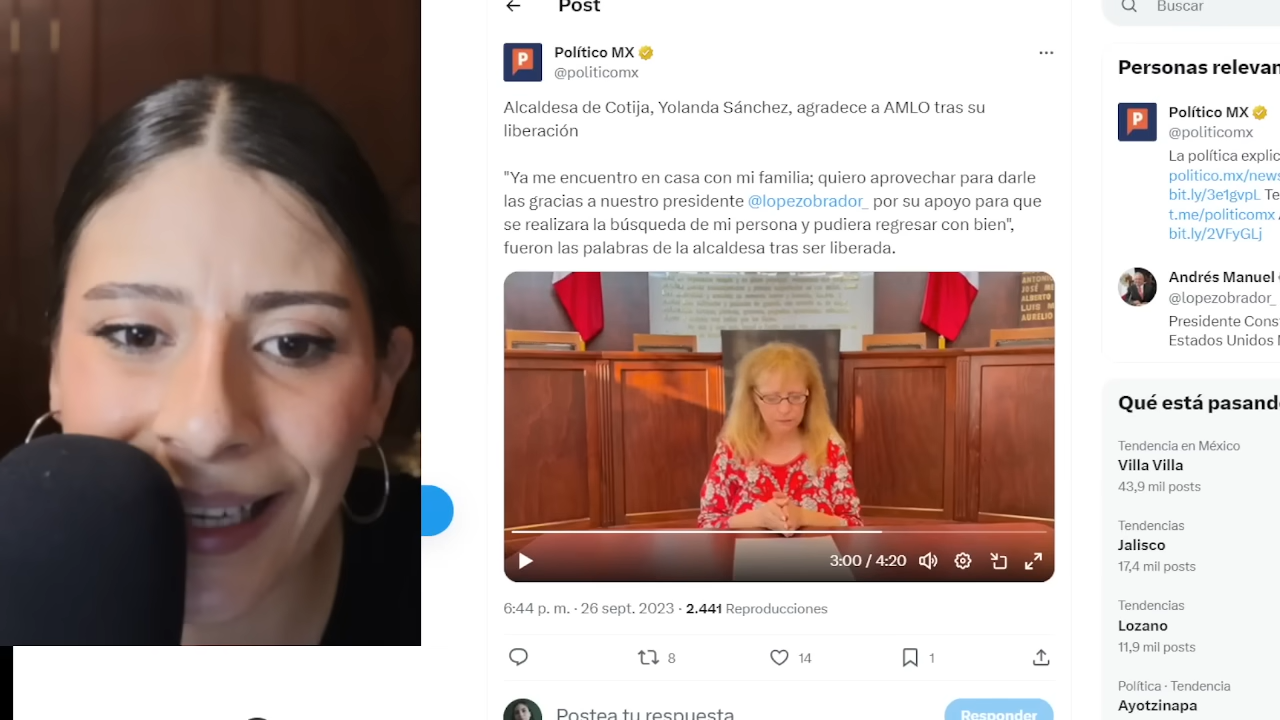 Post
Político MX
@politicomx
Alcaldesa de Cotija, Yolanda Sánchez, agradece a AMLO tras su
liberación
"Ya me encuentro en casa con mi familia; quiero aprovechar para darle
las gracias a nuestro presidente @lopezobrador_ por su apoyo para que
se realizara la búsqueda de mi persona y pudiera regresar con bien",
fueron las palabras de la alcaldesa tras ser liberada.
ANTONIO
JOSÉ M
ALBERTO
LUIS M
AURELIO
3:00 / 4:20
6:44 p. m. · 26 sept. 2023 · 2.441 Reproducciones
8
14
1
Postea tu respuesta
Responder
Buscar
Personas relevan
Político MX
@politicomx
La política explic
politico.mx/news
bit.ly/3e1gvpL Te
t.me/politicomx
bit.ly/2VFyGLj
Andrés Manuel
@lopezobrador_
Presidente Cons
Estados Unidos
Qué está pasand
Tendencia en México
Villa Villa
43,9 mil posts
Tendencias
Jalisco
17,4 mil posts
Tendencias
Lozano
11,9 mil posts
Política · Tendencia
Ayotzinapa